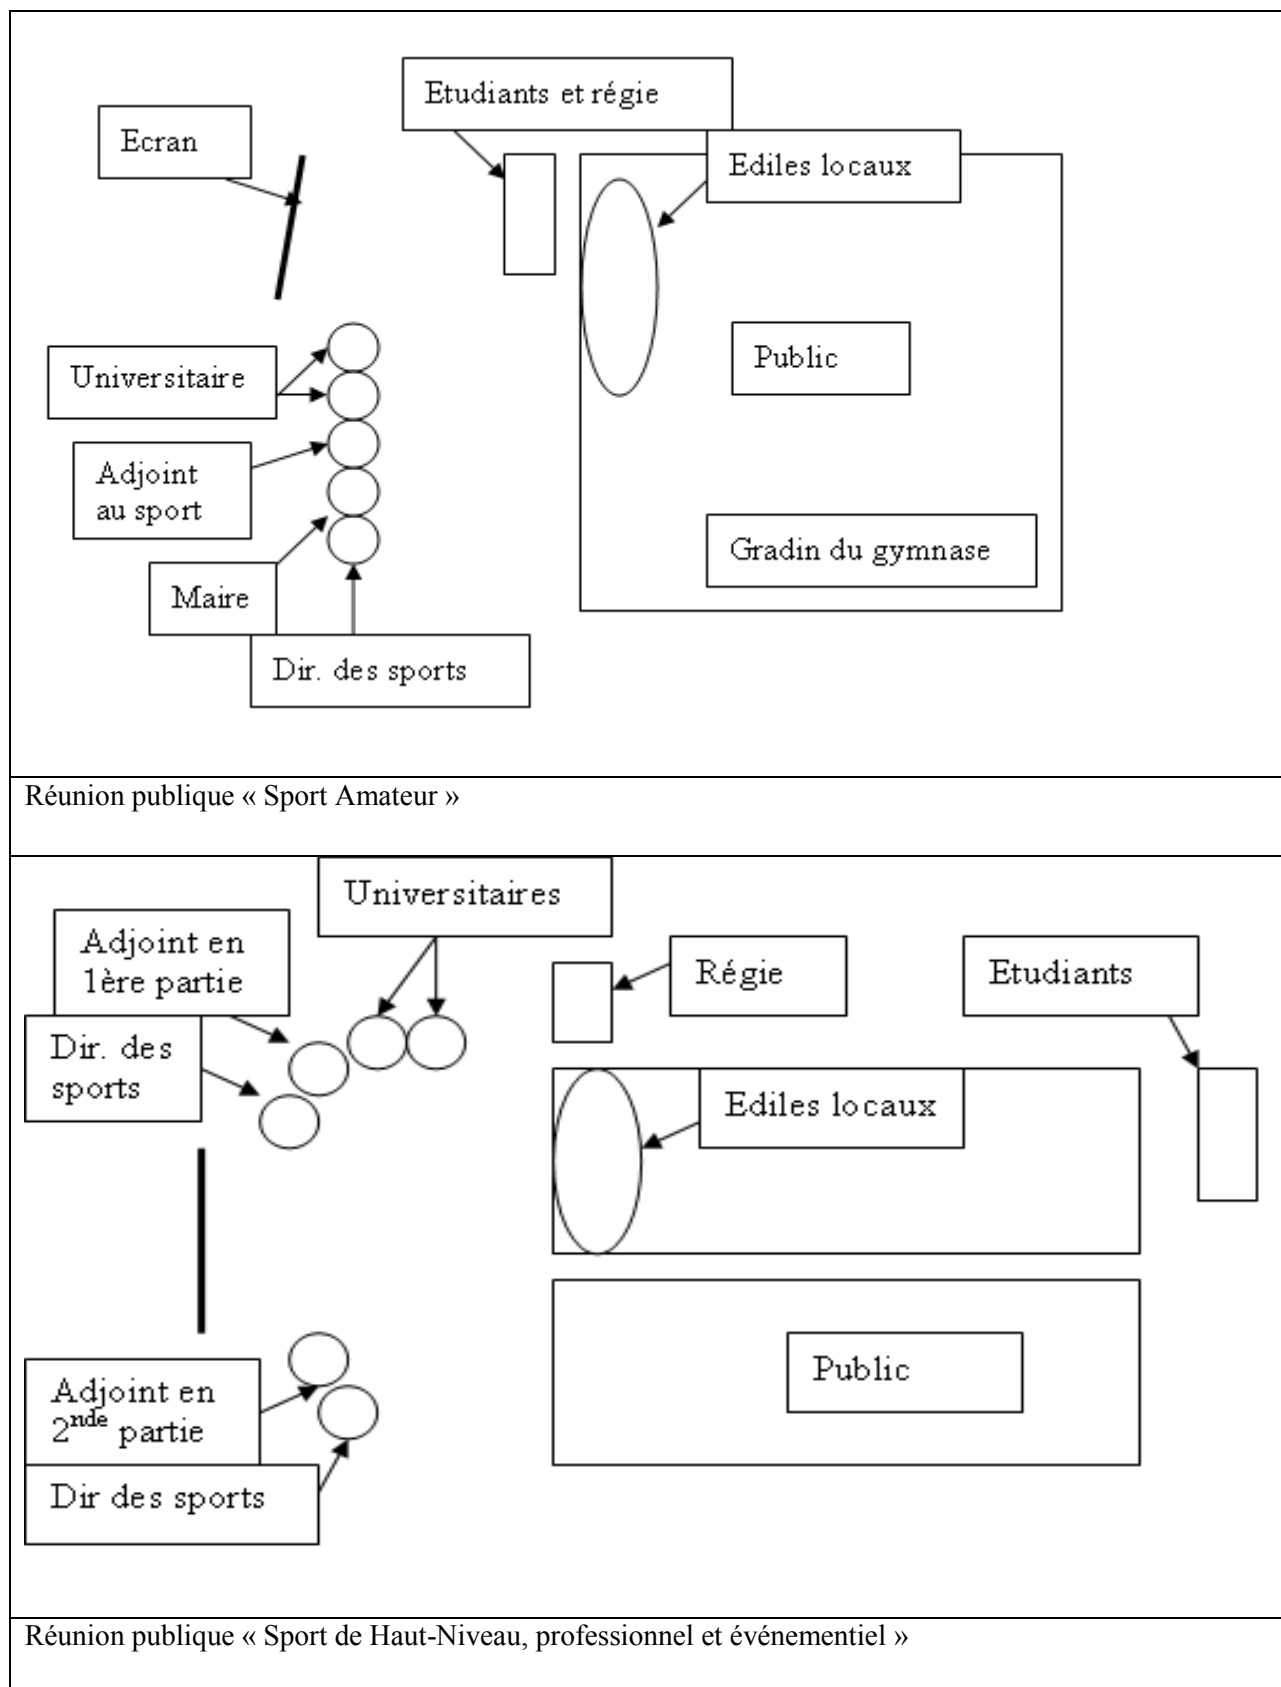 Etudiants et régie
Ecran
Ediles locaux
Public
Universitaire
Adjoint
au sport
Gradin du gymnase
Maire
Dir. des sports
Réunion publique « Sport Amateur »
Universitaires
Adjoint en
1ère partie
Régie
Etudiants
Dir. des
sports
Ediles locaux
Public
Adjoint en
2nde partie
Dir des sports
Réunion publique « Sport de Haut-Niveau, professionnel et événementiel »